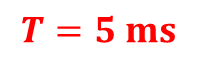 T = 5 ms